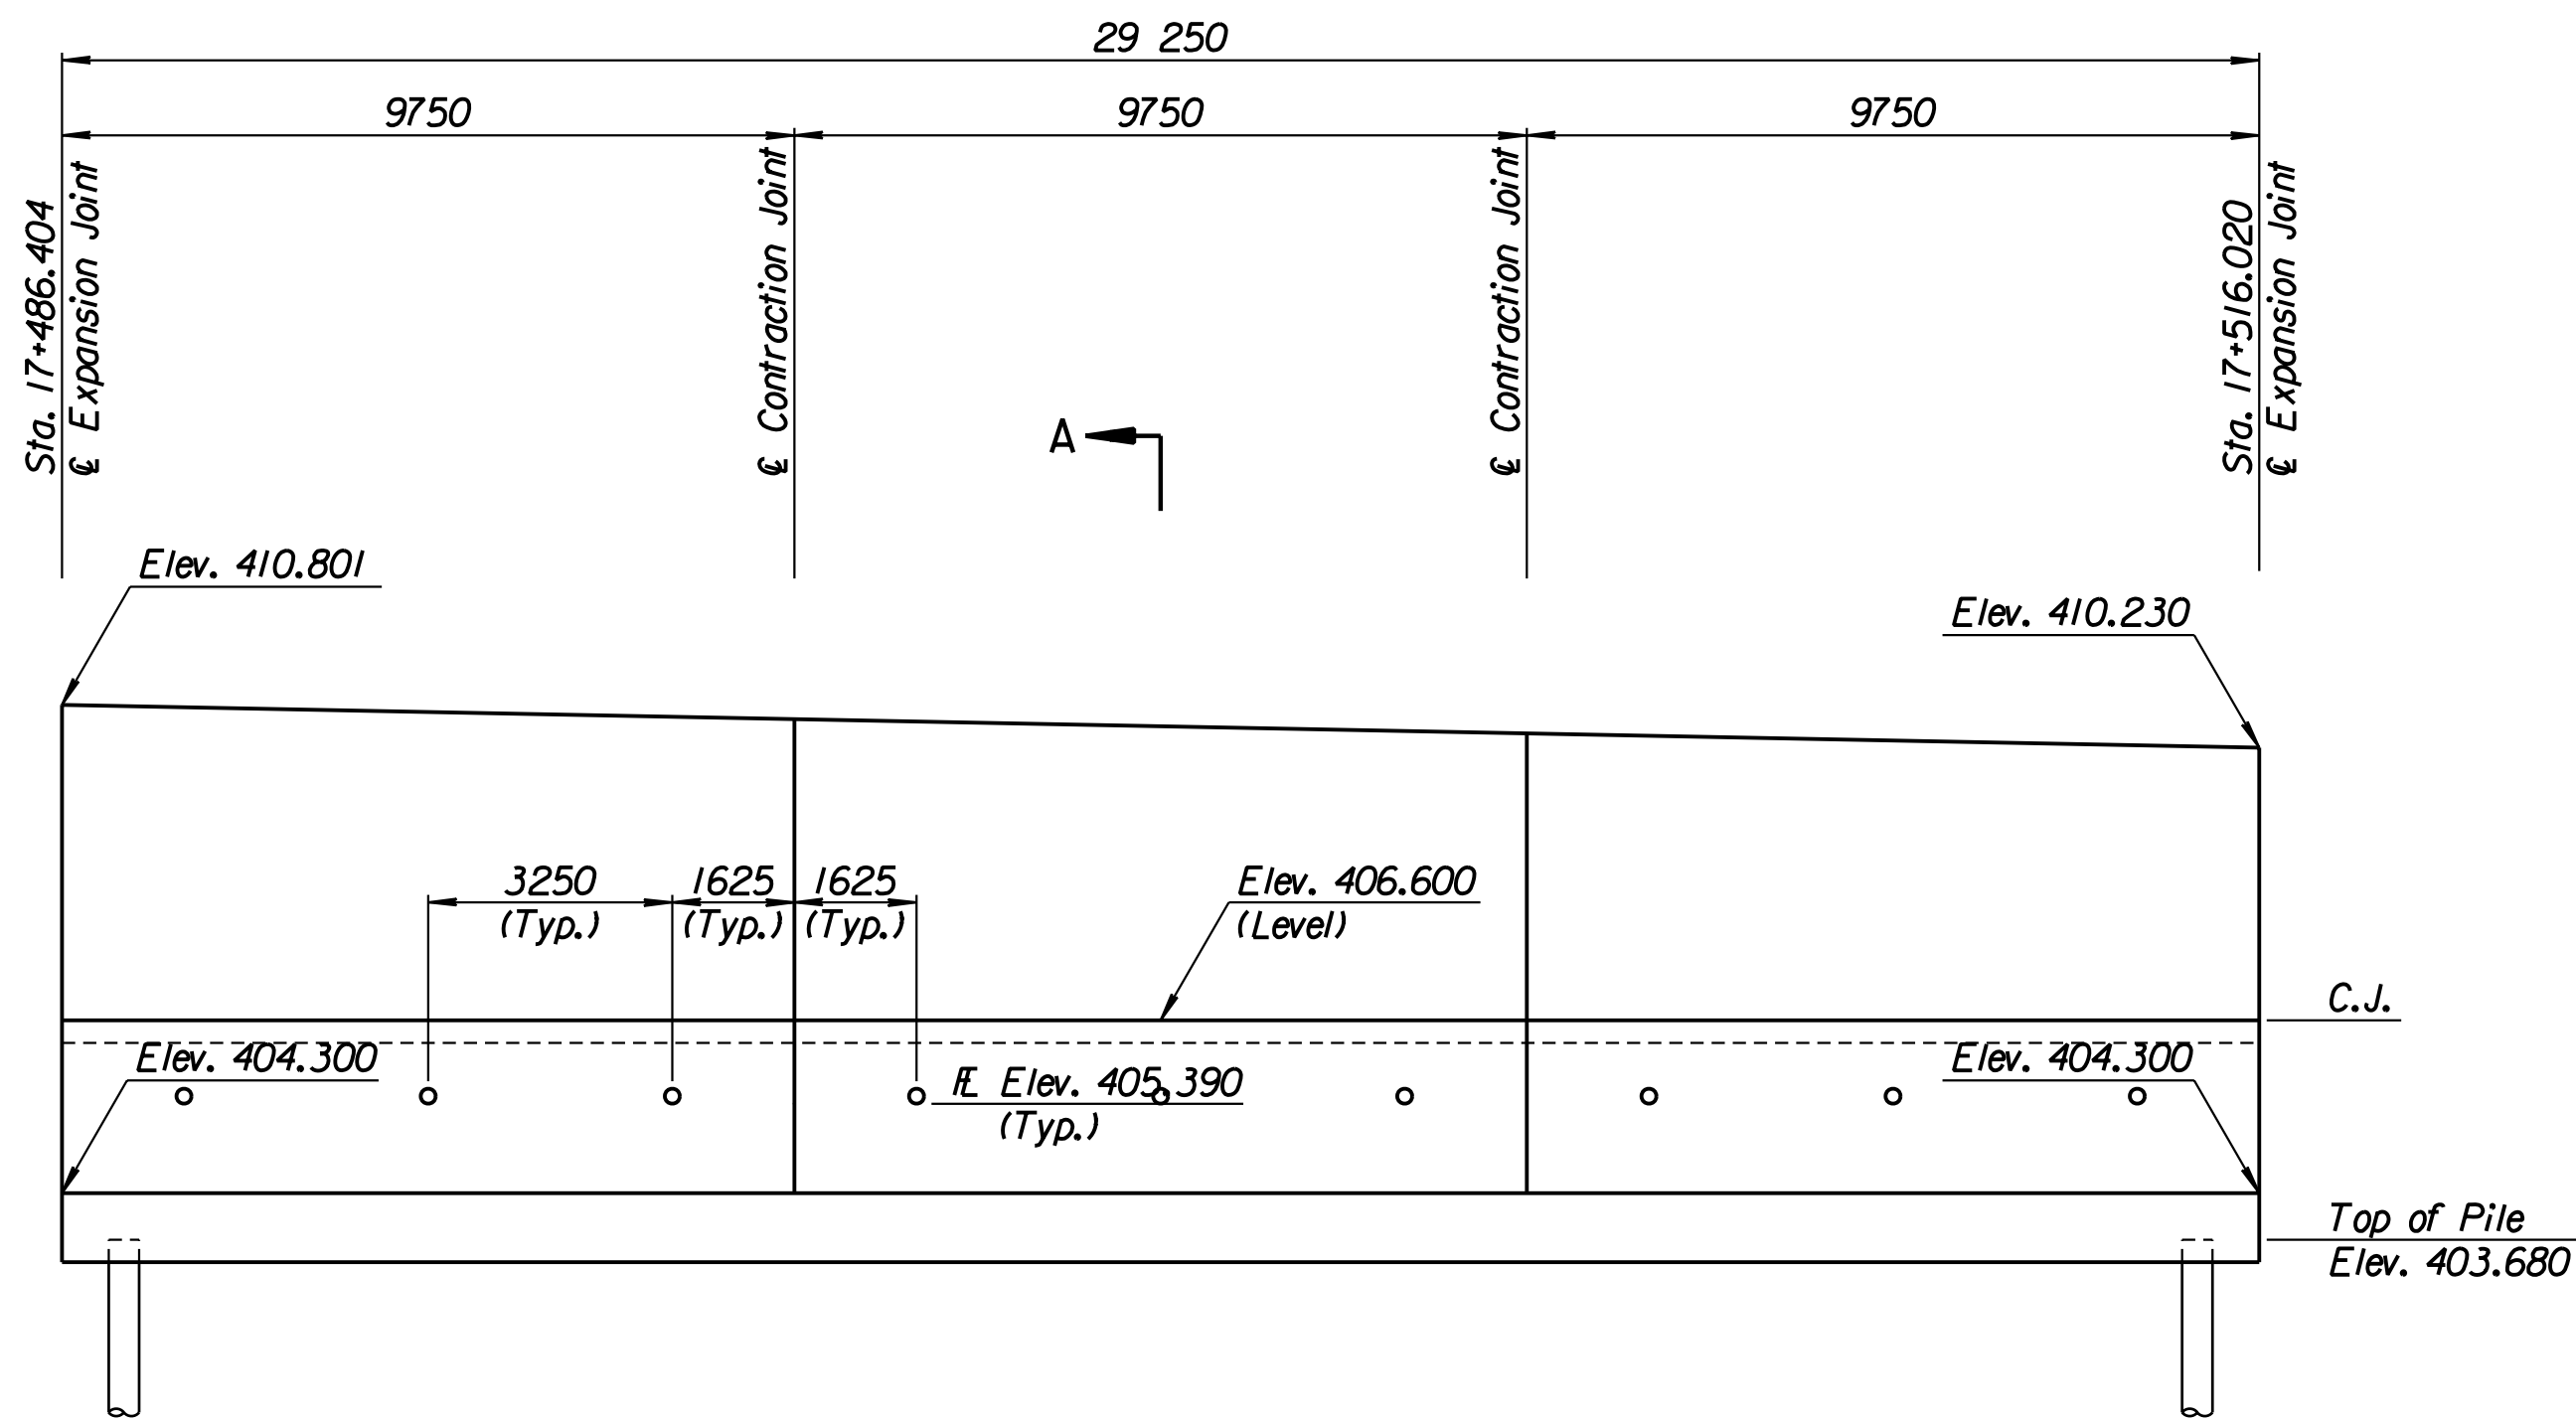 29 250
9750
9750
9750
Sta. 17+486.404
℄ Expansion Joint
℄ Contraction Joint
℄ Contraction Joint
Sta. 17+516.020
℄ Expansion Joint
A
Elev. 410.801
Elev. 410.230
3250
(Typ.)
1625
(Typ.)
1625
(Typ.)
Elev. 406.600
(Level)
C.J.
Elev. 404.300
Elev. 405.390
(Typ.)
Elev. 404.300
Top of Pile
Elev. 403.680